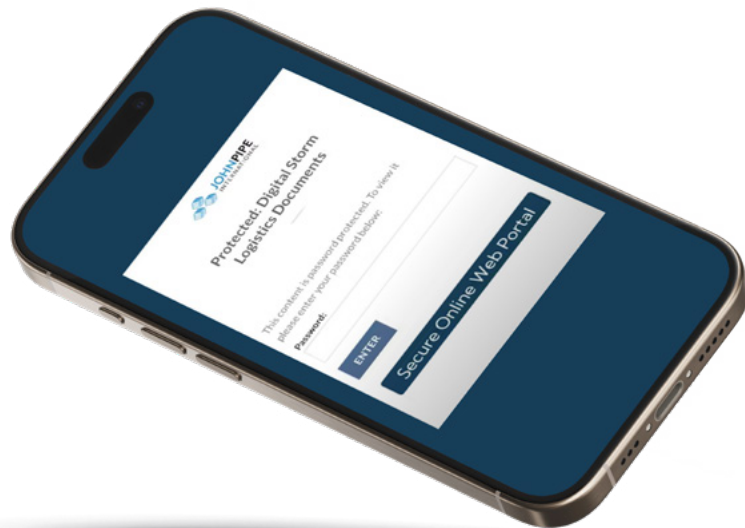 JOHNPIPE
INTERNATIONAL
Protected: Digital Storm
Logistics Documents
This content is password protected. To view it
please enter your password below:
Password:
ENTER
Secure Online Web Portal